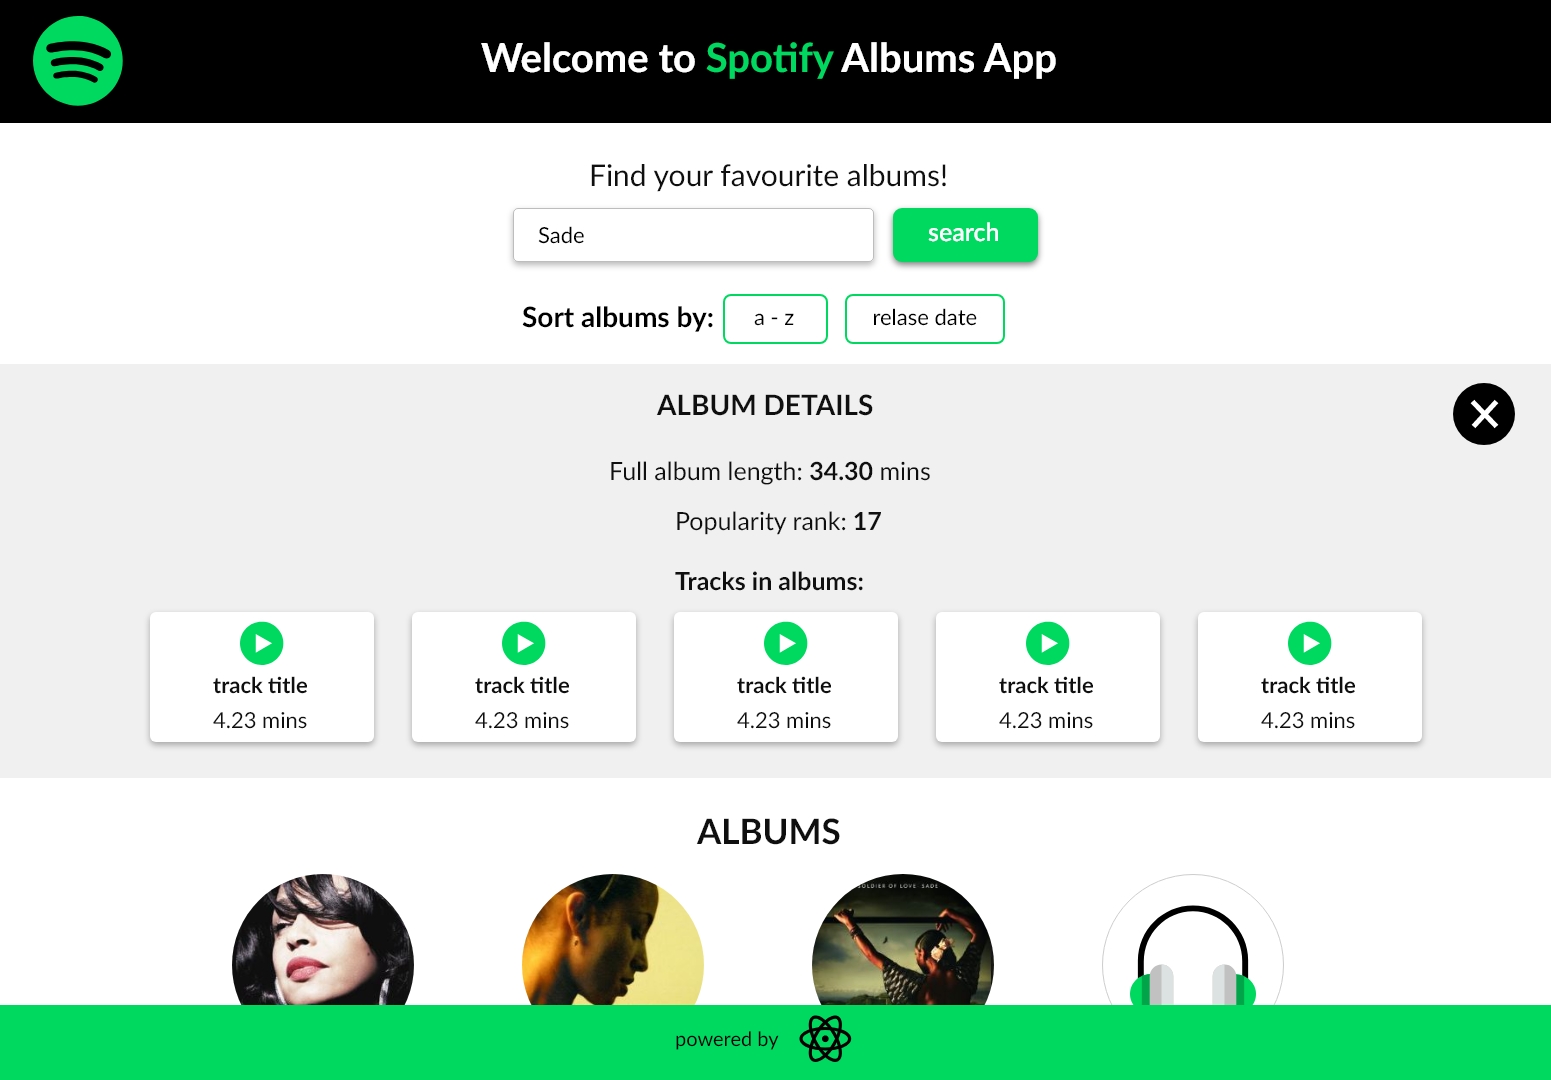 Welcome to Spotify Albums App
Find your favourite albums!
Sade
search
Sort albums by:
a - z
relase date
ALBUM DETAILS
Full album length: 34.30 mins
Popularity rank: 17
Tracks in albums:
track title
4.23 mins
track title
4.23 mins
track title
4.23 mins
track title
4.23 mins
track title
4.23 mins
ALBUMS
SOLDIER OF LOVE SADE
powered by